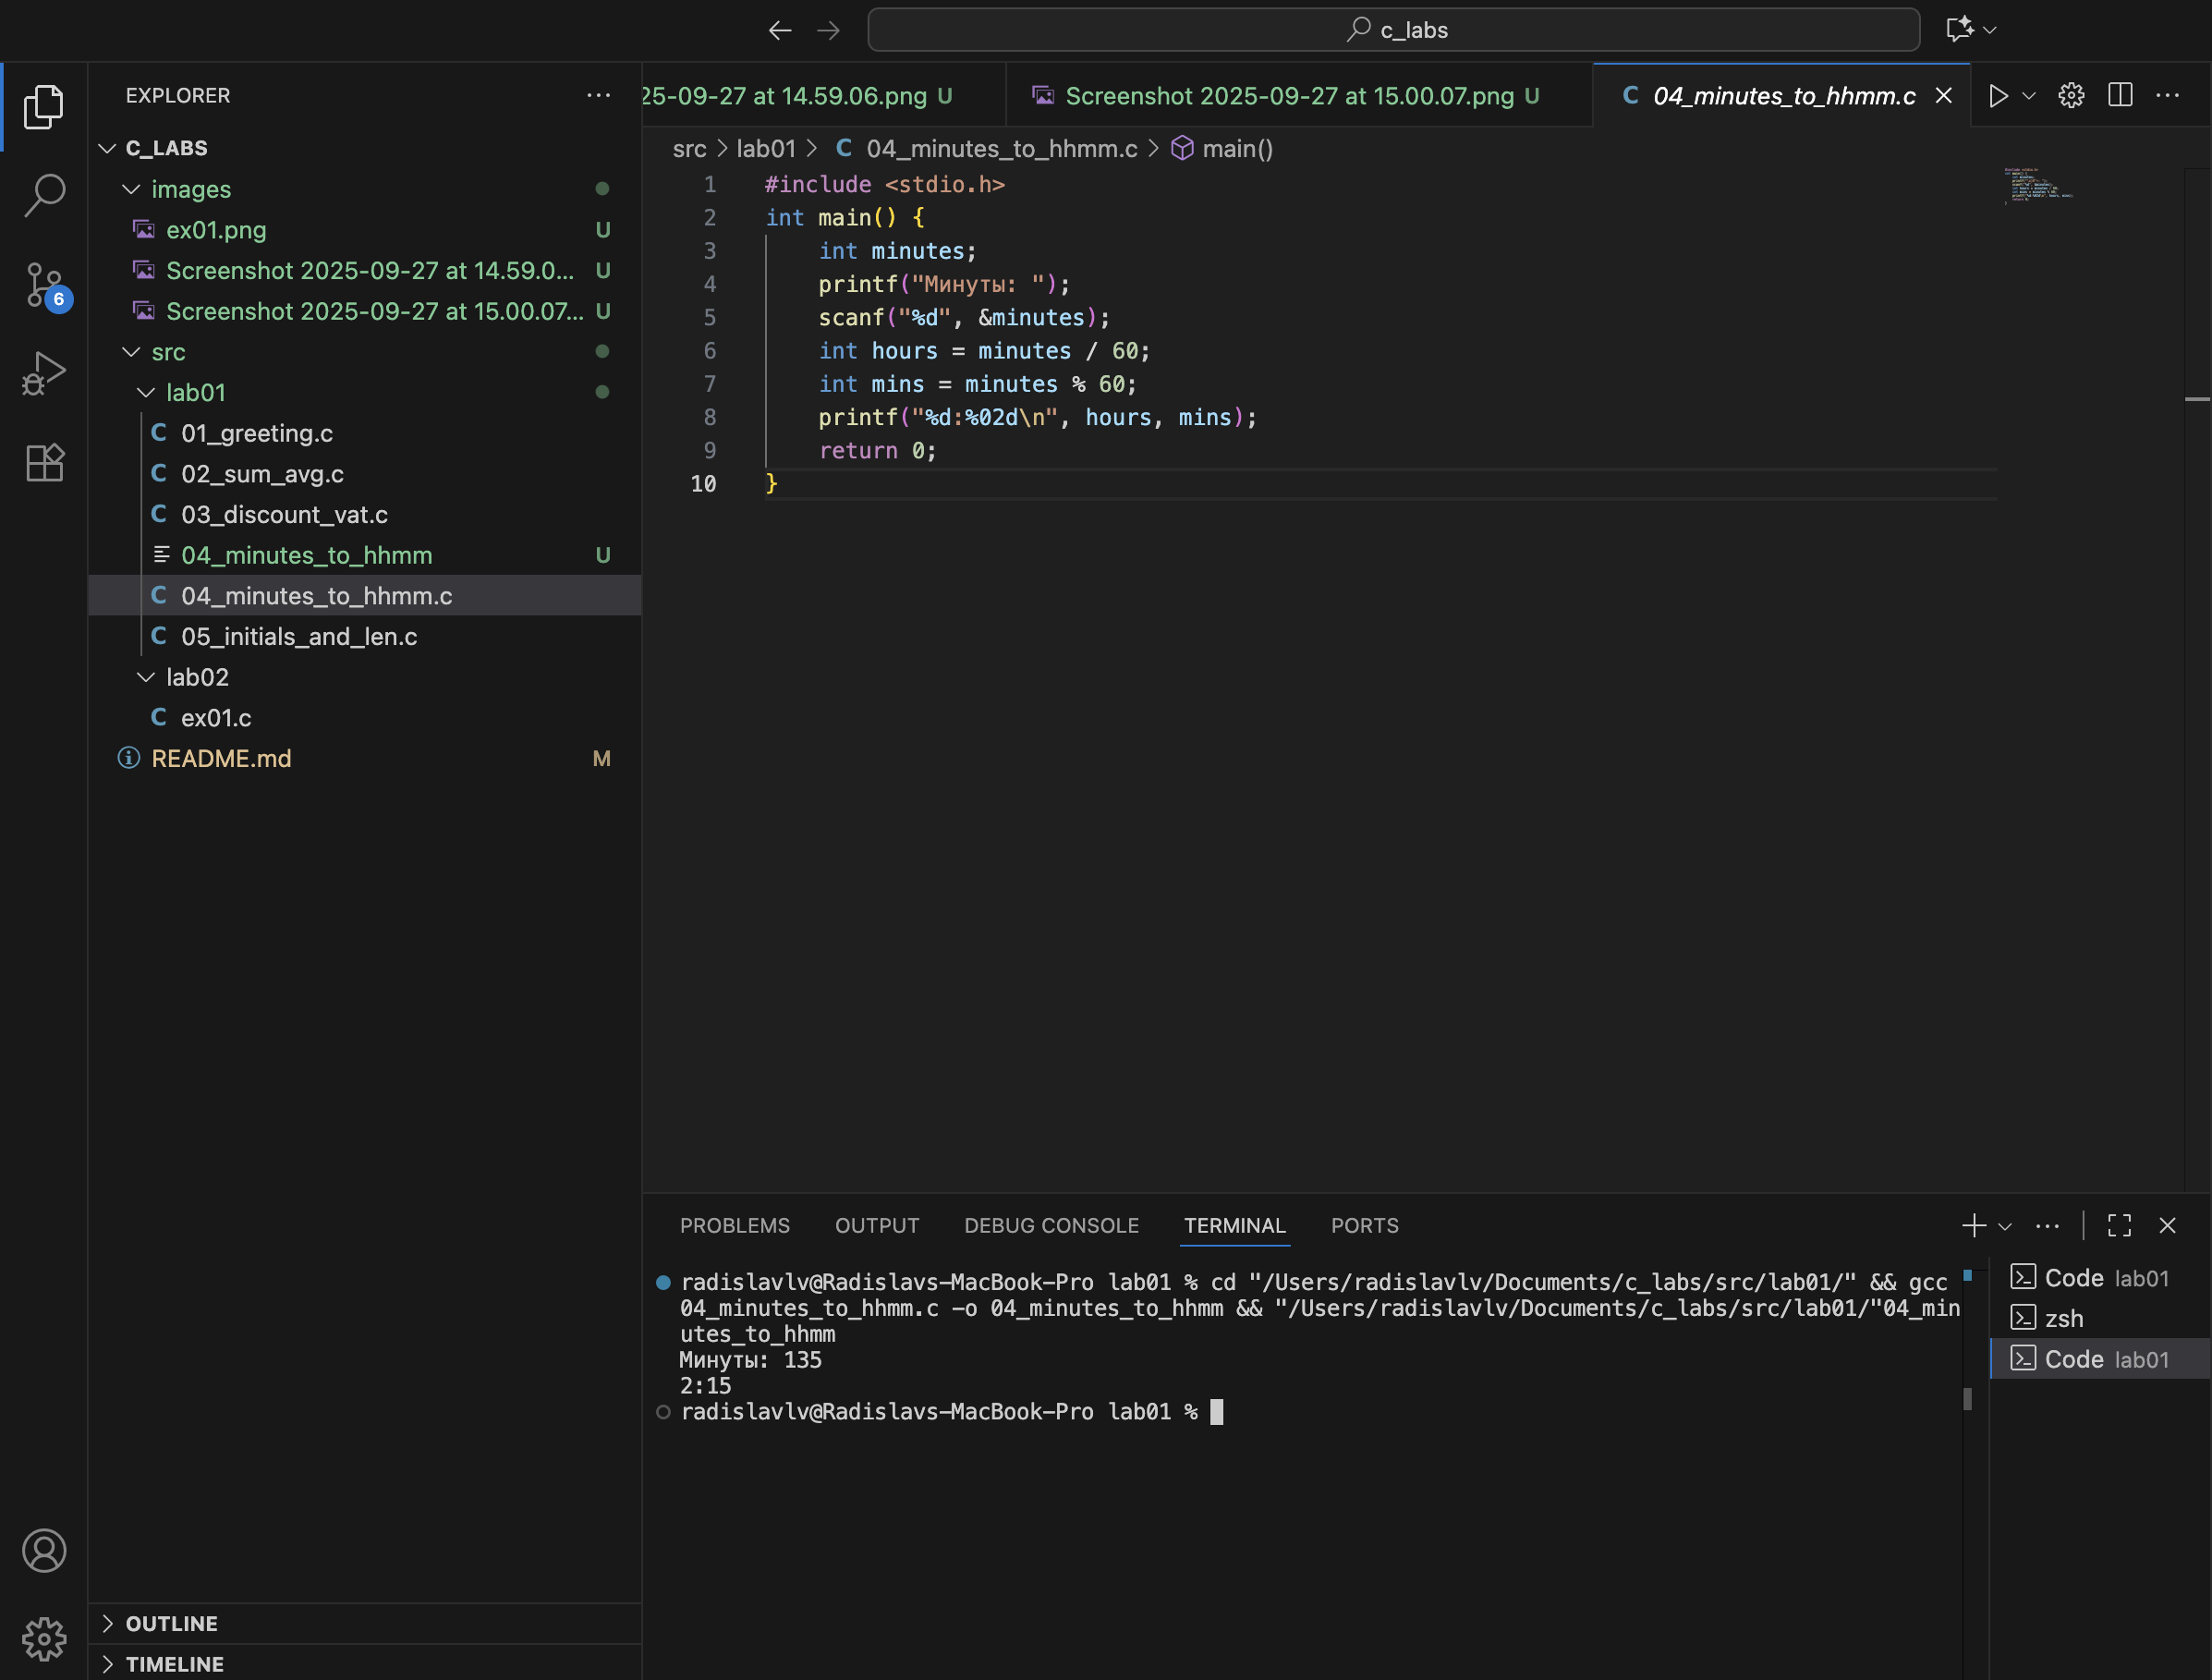 c_labs
EXPLORER
C_LABS
images
ex01.png U
Screenshot 2025-09-27 at 14.59.0... U
Screenshot 2025-09-27 at 15.00.07... U
src
lab01
C 01_greeting.c
C 02_sum_avg.c
C 03_discount_vat.c
04_minutes_to_hhmm U
C 04_minutes_to_hhmm.c
C 05_initials_and_len.c
lab02
C ex01.c
README.md M
6
OUTLINE
TIMELINE
25-09-27 at 14.59.06.png U
Screenshot 2025-09-27 at 15.00.07.png U
C 04_minutes_to_hhmm.c
src > lab01 > C 04_minutes_to_hhmm.c > main()
1 #include <stdio.h>
2 int main() {
3 int minutes;
4 printf("Минуты: ");
5 scanf("%d", &minutes);
6 int hours = minutes / 60;
7 int mins = minutes % 60;
8 printf("%d:%02d\n", hours, mins);
9 return 0;
10 }
PROBLEMS OUTPUT DEBUG CONSOLE TERMINAL PORTS
radislavlv@Radislavs-MacBook-Pro lab01 % cd "/Users/radislavlv/Documents/c_labs/src/lab01/" && gcc
04_minutes_to_hhmm.c -o 04_minutes_to_hhmm && "/Users/radislavlv/Documents/c_labs/src/lab01/"04_min
utes_to_hhmm
Минуты: 135
2:15
radislavlv@Radislavs-MacBook-Pro lab01 %
Code lab01
zsh
Code lab01